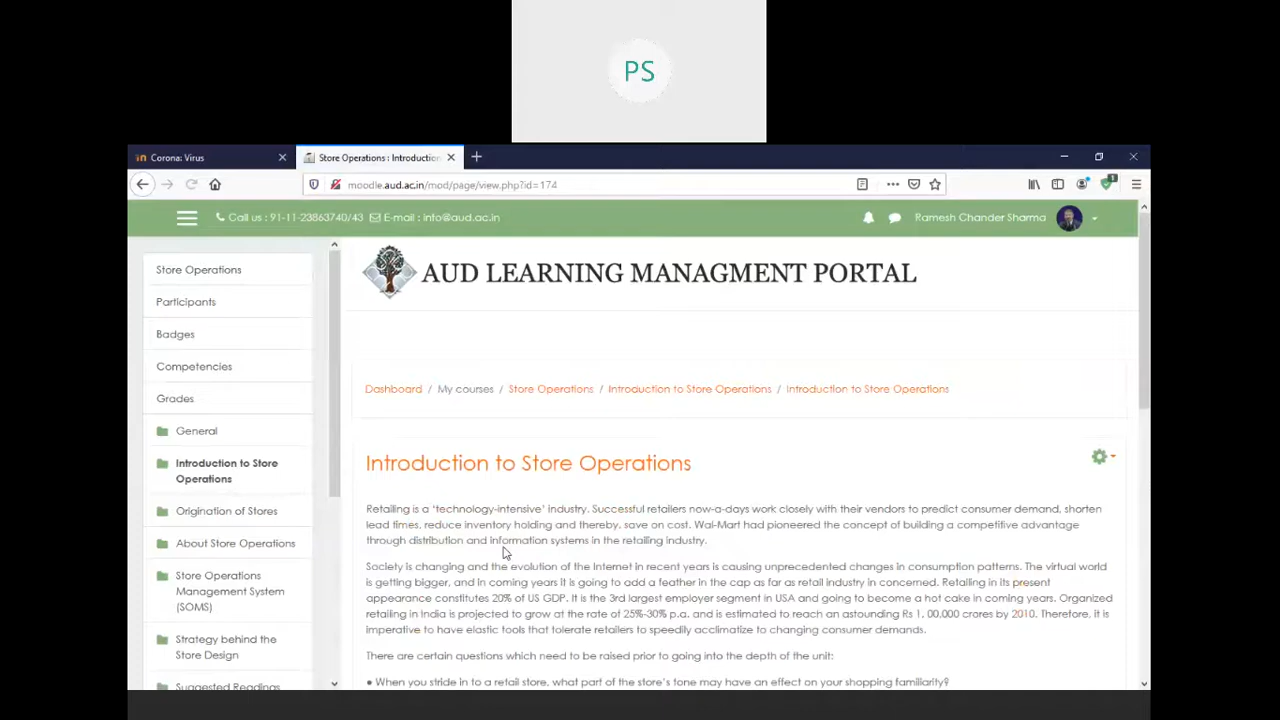 PS
Corona: Virus
Store Operations : Introduction
moodle.aud.ac.in/mod/page/view.php?id=174
1
Call us : 91-11-23863740/43 E-mail : info@aud.ac.in
Ramesh Chander Sharma
AUD LEARNING MANAGMENT PORTAL
Store Operations
Participants
Badges
Competencies
Grades
General
Introduction to Store
Operations
Origination of Stores
About Store Operations
Store Operations
Management System
(SOMS)
Strategy behind the
Store Design
Suggested Readings
Dashboard / My courses / Store Operations / Introduction to Store Operations / Introduction to Store Operations
Introduction to Store Operations
Retailing is a ‘technology-intensive’ industry. Successful retailers now-a-days work closely with their vendors to predict consumer demand, shorten
lead times, reduce inventory holding and thereby, save on cost. Wal-Mart had pioneered the concept of building a competitive advantage
through distribution and information systems in the retailing industry.
Society is changing and the evolution of the Internet in recent years is causing unprecedented changes in consumption patterns. The virtual world
is getting bigger, and in coming years it is going to add a feather in the cap as far as retail industry in concerned. Retailing in its present
appearance constitutes 20% of US GDP. It is the 3rd largest employer segment in USA and going to become a hot cake in coming years. Organized
retailing in India is projected to grow at the rate of 25%-30% p.a. and is estimated to reach an astounding Rs 1, 00,000 crores by 2010. Therefore, it is
imperative to have elastic tools that tolerate retailers to speedily acclimatize to changing consumer demands.
There are certain questions which need to be raised prior to going into the depth of the unit:
● When you stride in to a retail store, what part of the store’s tone may have an effect on your shopping familiarity?